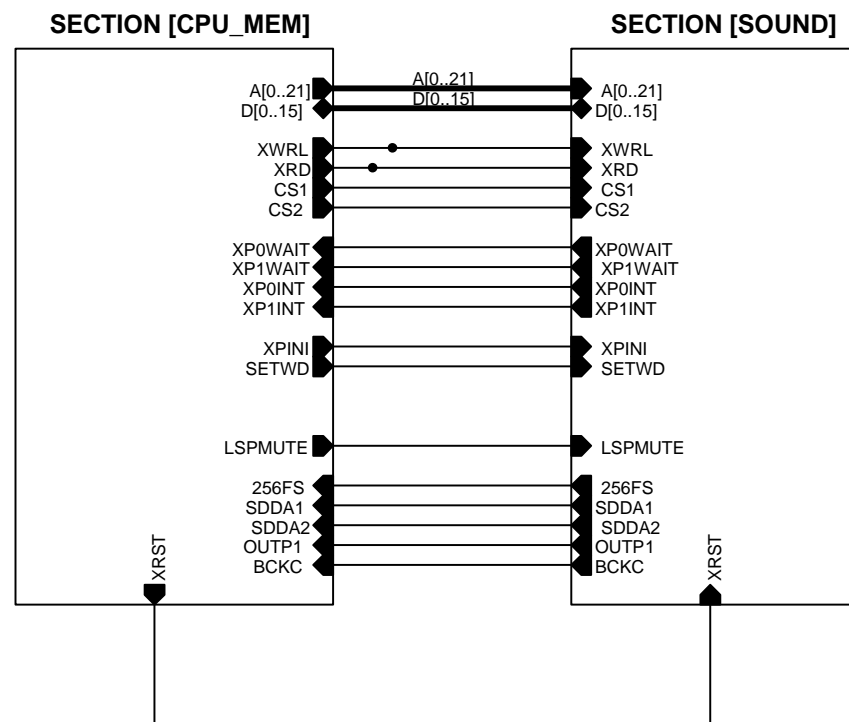 SECTION [CPU_MEM]
SECTION [SOUND]
A[0..21]
A[0..21]
A[0..21]
D[0..15]
D[0..15]
D[0..15]
XWRL
XWRL
XRD
XRD
CS1
CS1
CS2
CS2
XP0WAIT
XP0WAIT
XP1WAIT
XP1WAIT
XP0INT
XP0INT
XP1INT
XP1INT
XPINI
XPINI
SETWD
SETWD
LSPMUTE
LSPMUTE
256FS
256FS
SDDA1
SDDA1
SDDA2
SDDA2
OUTP1
OUTP1
BCKC
BCKC
XRST
XRST